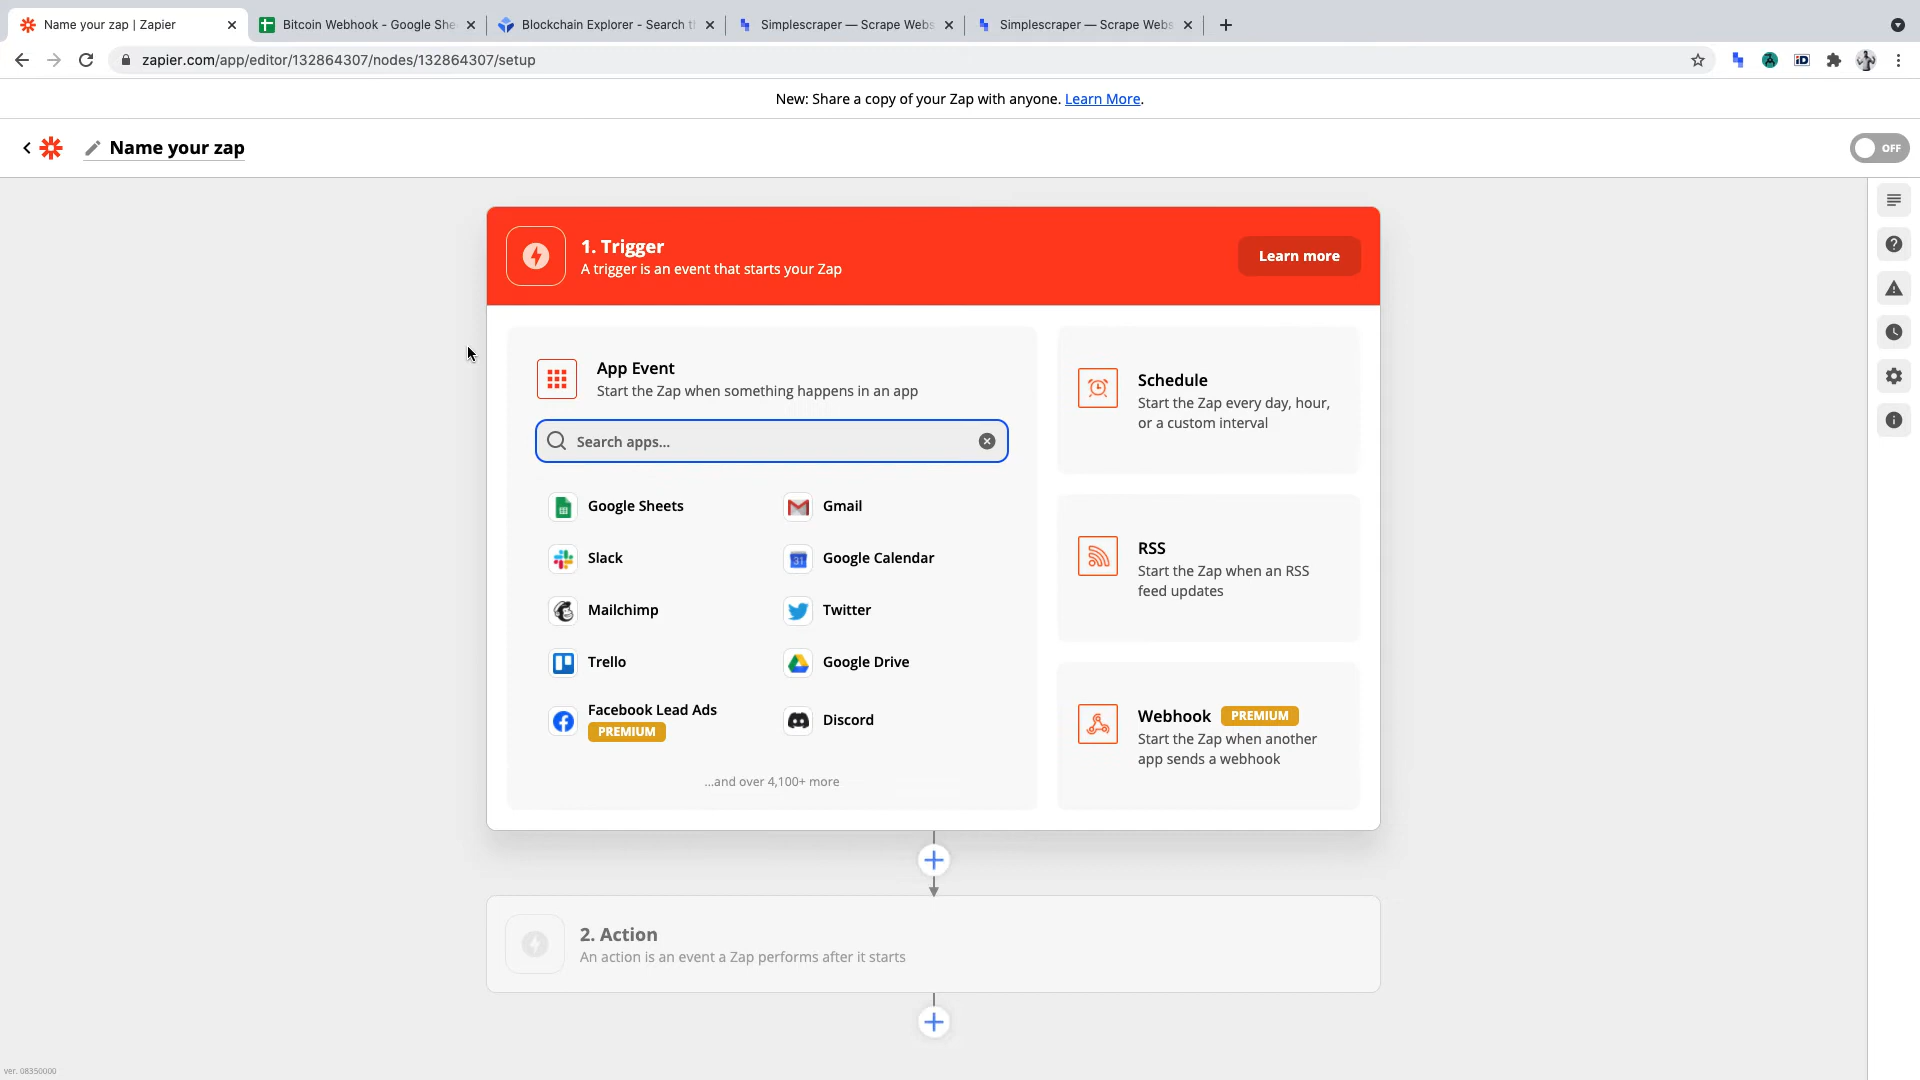 Name your zap | Zapier
Bitcoin Webhook - Google She
Blockchain Explorer - Search t
Simplescraper — Scrape Webs
Simplescraper — Scrape Webs
zapier.com/app/editor/132864307/nodes/132864307/setup
New: Share a copy of your Zap with anyone. Learn More.
Name your zap
OFF
1. Trigger
A trigger is an event that starts your Zap
Learn more
App Event
Start the Zap when something happens in an app
Search apps...
Google Sheets
Gmail
Slack
31
Google Calendar
Mailchimp
Twitter
Trello
Google Drive
Facebook Lead Ads
PREMIUM
Discord
...and over 4,100+ more
Schedule
Start the Zap every day, hour,
or a custom interval
RSS
Start the Zap when an RSS
feed updates
Webhook PREMIUM
Start the Zap when another
app sends a webhook
2. Action
An action is an event a Zap performs after it starts
ver. 08350000